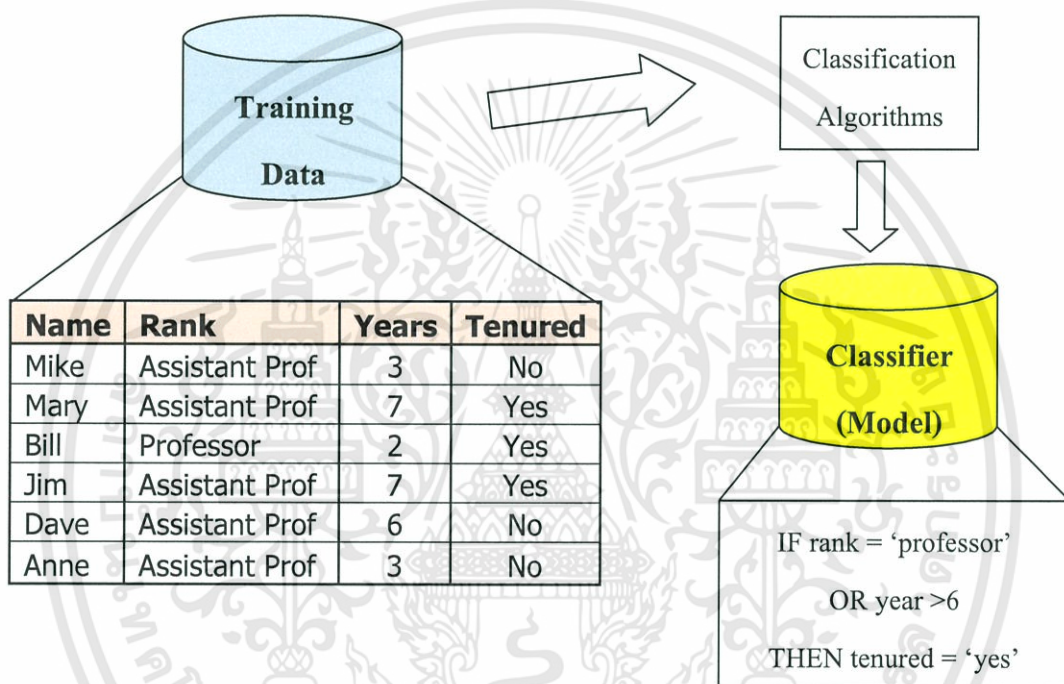 Training
Data
Classification
Algorithms
Name Rank Years Tenured
Mike Assistant Prof 3 No
Mary Assistant Prof 7 Yes
Bill Professor 2 Yes
Jim Assistant Prof 7 Yes
Dave Assistant Prof 6 No
Anne Assistant Prof 3 No
Classifier
(Model)
IF rank = ‘professor’
OR year >6
THEN tenured = ‘yes’